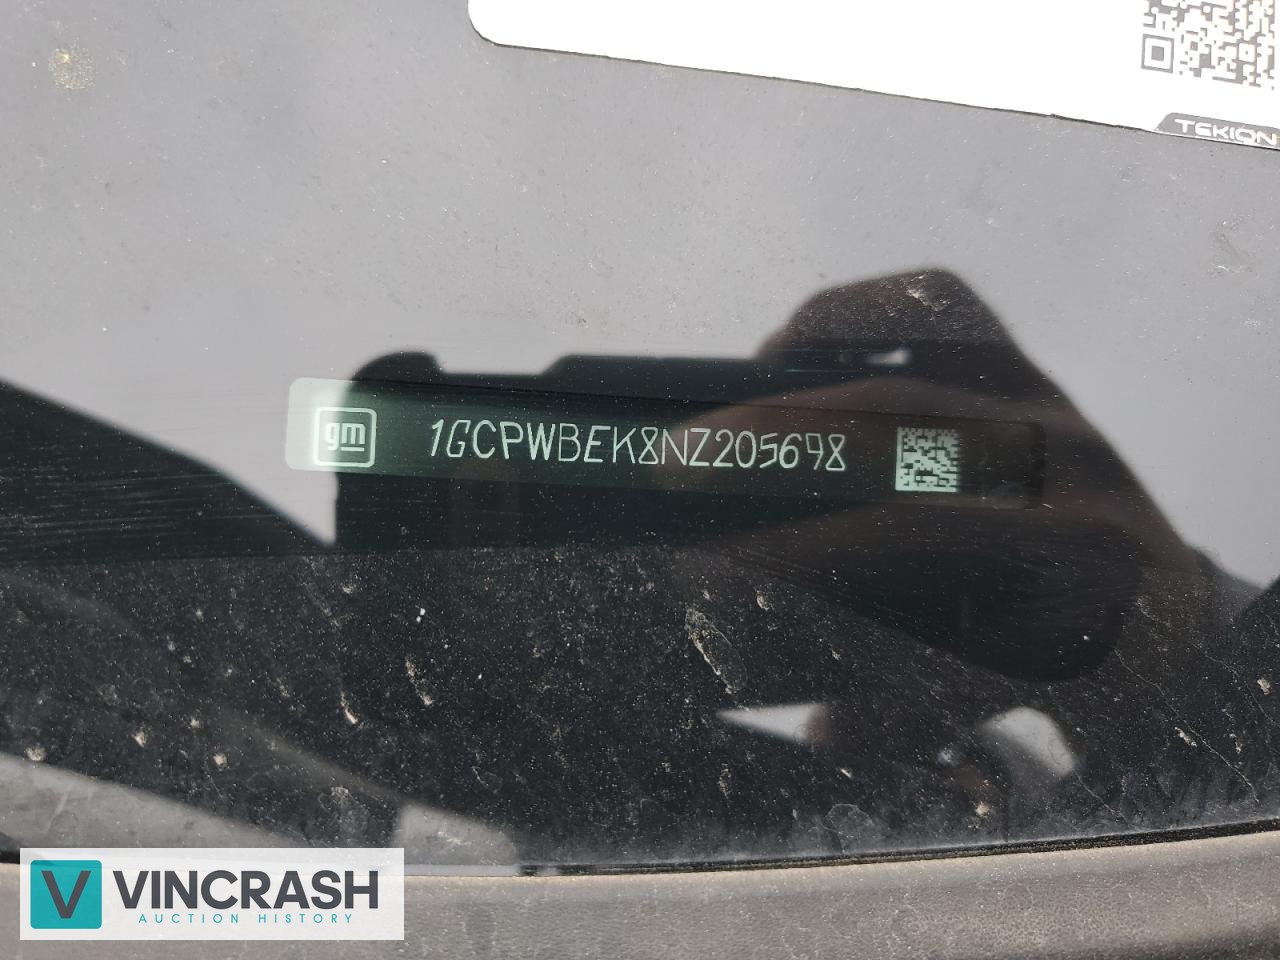 TEKION
gm 1GCPWBEK8NZ205698
VINCRASH
AUCTION HISTORY